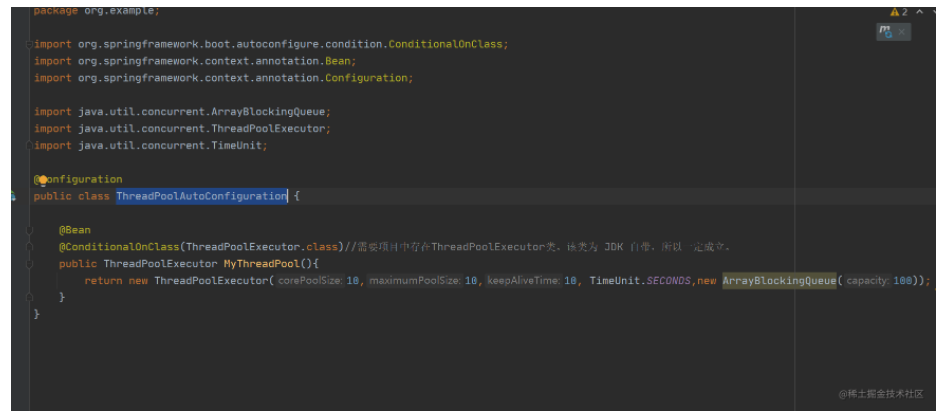 package org.example;
import org.springframework.boot.autoconfigure.condition.ConditionalOnClass;
import org.springframework.context.annotation.Bean;
import org.springframework.context.annotation.Configuration;
import java.util.concurrent.ArrayBlockingQueue;
import java.util.concurrent.ThreadPoolExecutor;
import java.util.concurrent.TimeUnit;
@Configuration
public class ThreadPoolAutoConfiguration {
@Bean
@ConditionalOnClass(ThreadPoolExecutor.class)//需要项目中存在ThreadPoolExecutor类。该类为 JDK 自带,所以一定成立。
public ThreadPoolExecutor MyThreadPool(){
return new ThreadPoolExecutor( corePoolSize: 10, maximumPoolSize: 10, keepAliveTime: 10, TimeUnit.SECONDS,new ArrayBlockingQueue( capacity: 100));
}
}
2
m
@稀土掘金技术社区